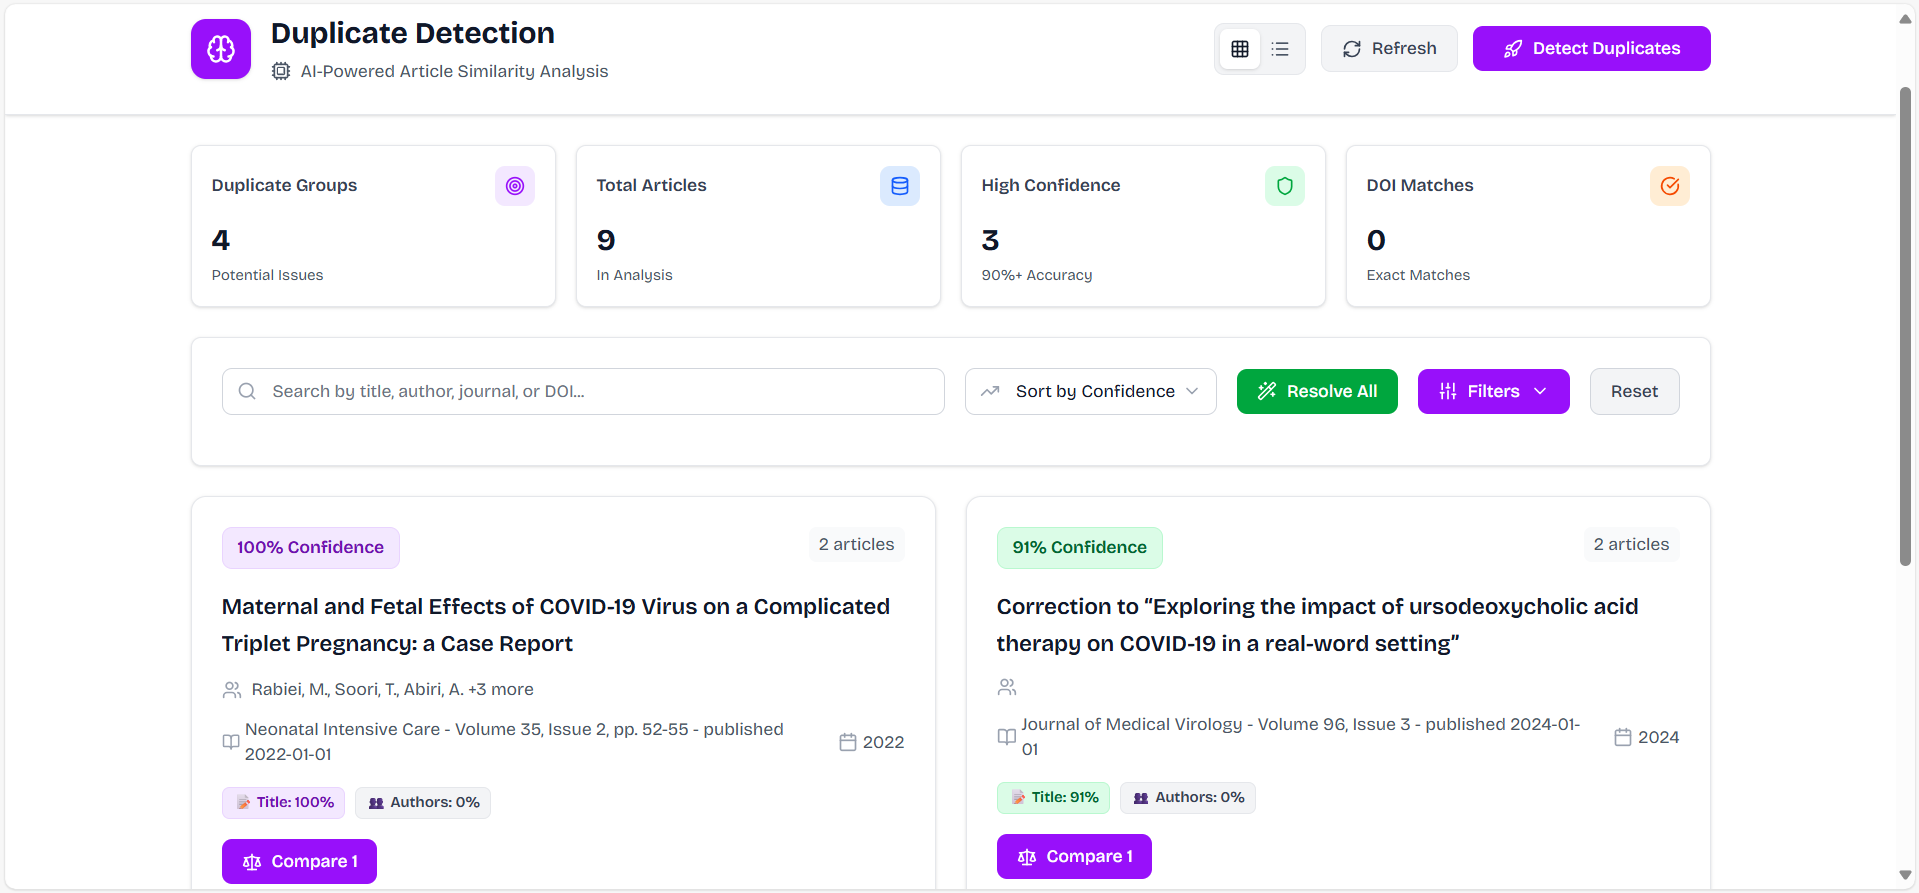 Duplicate Detection
AI-Powered Article Similarity Analysis
Refresh
Detect Duplicates
Duplicate Groups
4
Potential Issues
Total Articles
9
In Analysis
High Confidence
3
90%+ Accuracy
DOI Matches
0
Exact Matches
Search by title, author, journal, or DOI...
Sort by Confidence
Resolve All
Filters
Reset
100% Confidence
2 articles
Maternal and Fetal Effects of COVID-19 Virus on a Complicated
Triplet Pregnancy: a Case Report
Rabiei, M., Soori, T., Abiri, A. +3 more
Neonatal Intensive Care - Volume 35, Issue 2, pp. 52-55 - published
2022-01-01
2022
Title: 100%
Authors: 0%
Compare 1
91% Confidence
2 articles
Correction to “Exploring the impact of ursodeoxycholic acid
therapy on COVID-19 in a real-word setting”
Journal of Medical Virology - Volume 96, Issue 3 - published 2024-01-
01
2024
Title: 91%
Authors: 0%
Compare 1